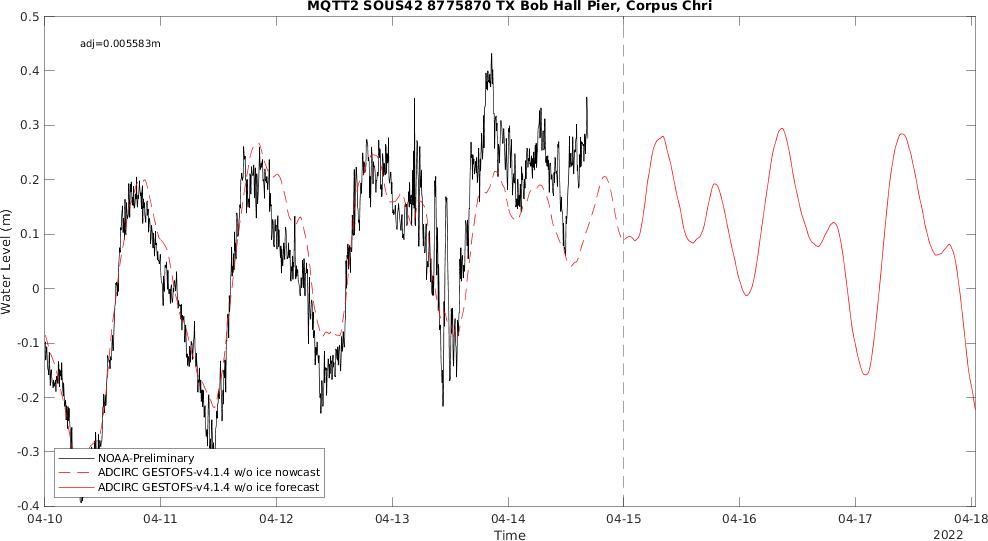 MQTT2 SOUS42 8775870 TX Bob Hall Pier, Corpus Chri
adj=0.005583m
0.5
0.4
0.3
0.2
0.1
0
-0.1
-0.2
-0.3
-0.4
Water Level (m)
NOAA-Preliminary
ADCIRC GESTOFS-v4.1.4 w/o ice nowcast
ADCIRC GESTOFS-v4.1.4 w/o ice forecast
04-10 04-11 04-12 04-13 04-14 04-15 04-16 04-17 04-18
Time
2022